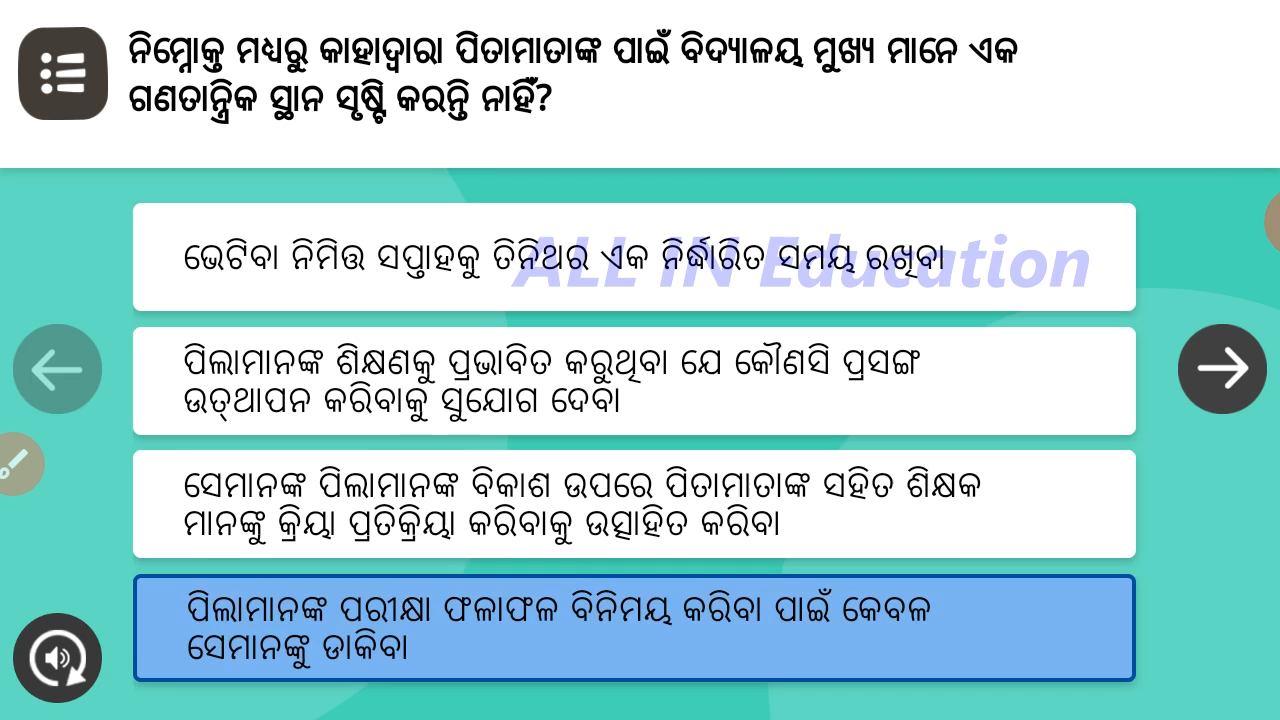 ନିମ୍ନୋକ୍ତ ମଧ୍ୟରୁ କାହାଦ୍ୱାରା ପିତାମାତାଙ୍କ ପାଇଁ ବିଦ୍ୟାଳୟ ମୁଖ୍ୟ ମାନେ ଏକ
ଗଣତାନ୍ତ୍ରିକ ସ୍ଥାନ ସୃଷ୍ଟି କରନ୍ତି ନାହିଁ?
ଭେଟିବା ନିମିତ୍ତ ସପ୍ତାହକୁ ତିନିଥର ଏକ ନିର୍ଦ୍ଧାରିତ ସମୟ ରଖିବା
ALL IN Education
ପିଲାମାନଙ୍କ ଶିକ୍ଷଣକୁ ପ୍ରଭାବିତ କରୁଥିବା ଯେ କୌଣସି ପ୍ରସଙ୍ଗ
ଉତ୍‌ଥାପନ କରିବାକୁ ସୁଯୋଗ ଦେବା
ସେମାନଙ୍କ ପିଲାମାନଙ୍କ ବିକାଶ ଉପରେ ପିତାମାତାଙ୍କ ସହିତ ଶିକ୍ଷକ
ମାନଙ୍କୁ କ୍ରିୟା ପ୍ରତିକ୍ରିୟା କରିବାକୁ ଉତ୍ସାହିତ କରିବା
ପିଲାମାନଙ୍କ ପରୀକ୍ଷା ଫଳାଫଳ ବିନିମୟ କରିବା ପାଇଁ କେବଳ
ସେମାନଙ୍କୁ ଡାକିବା